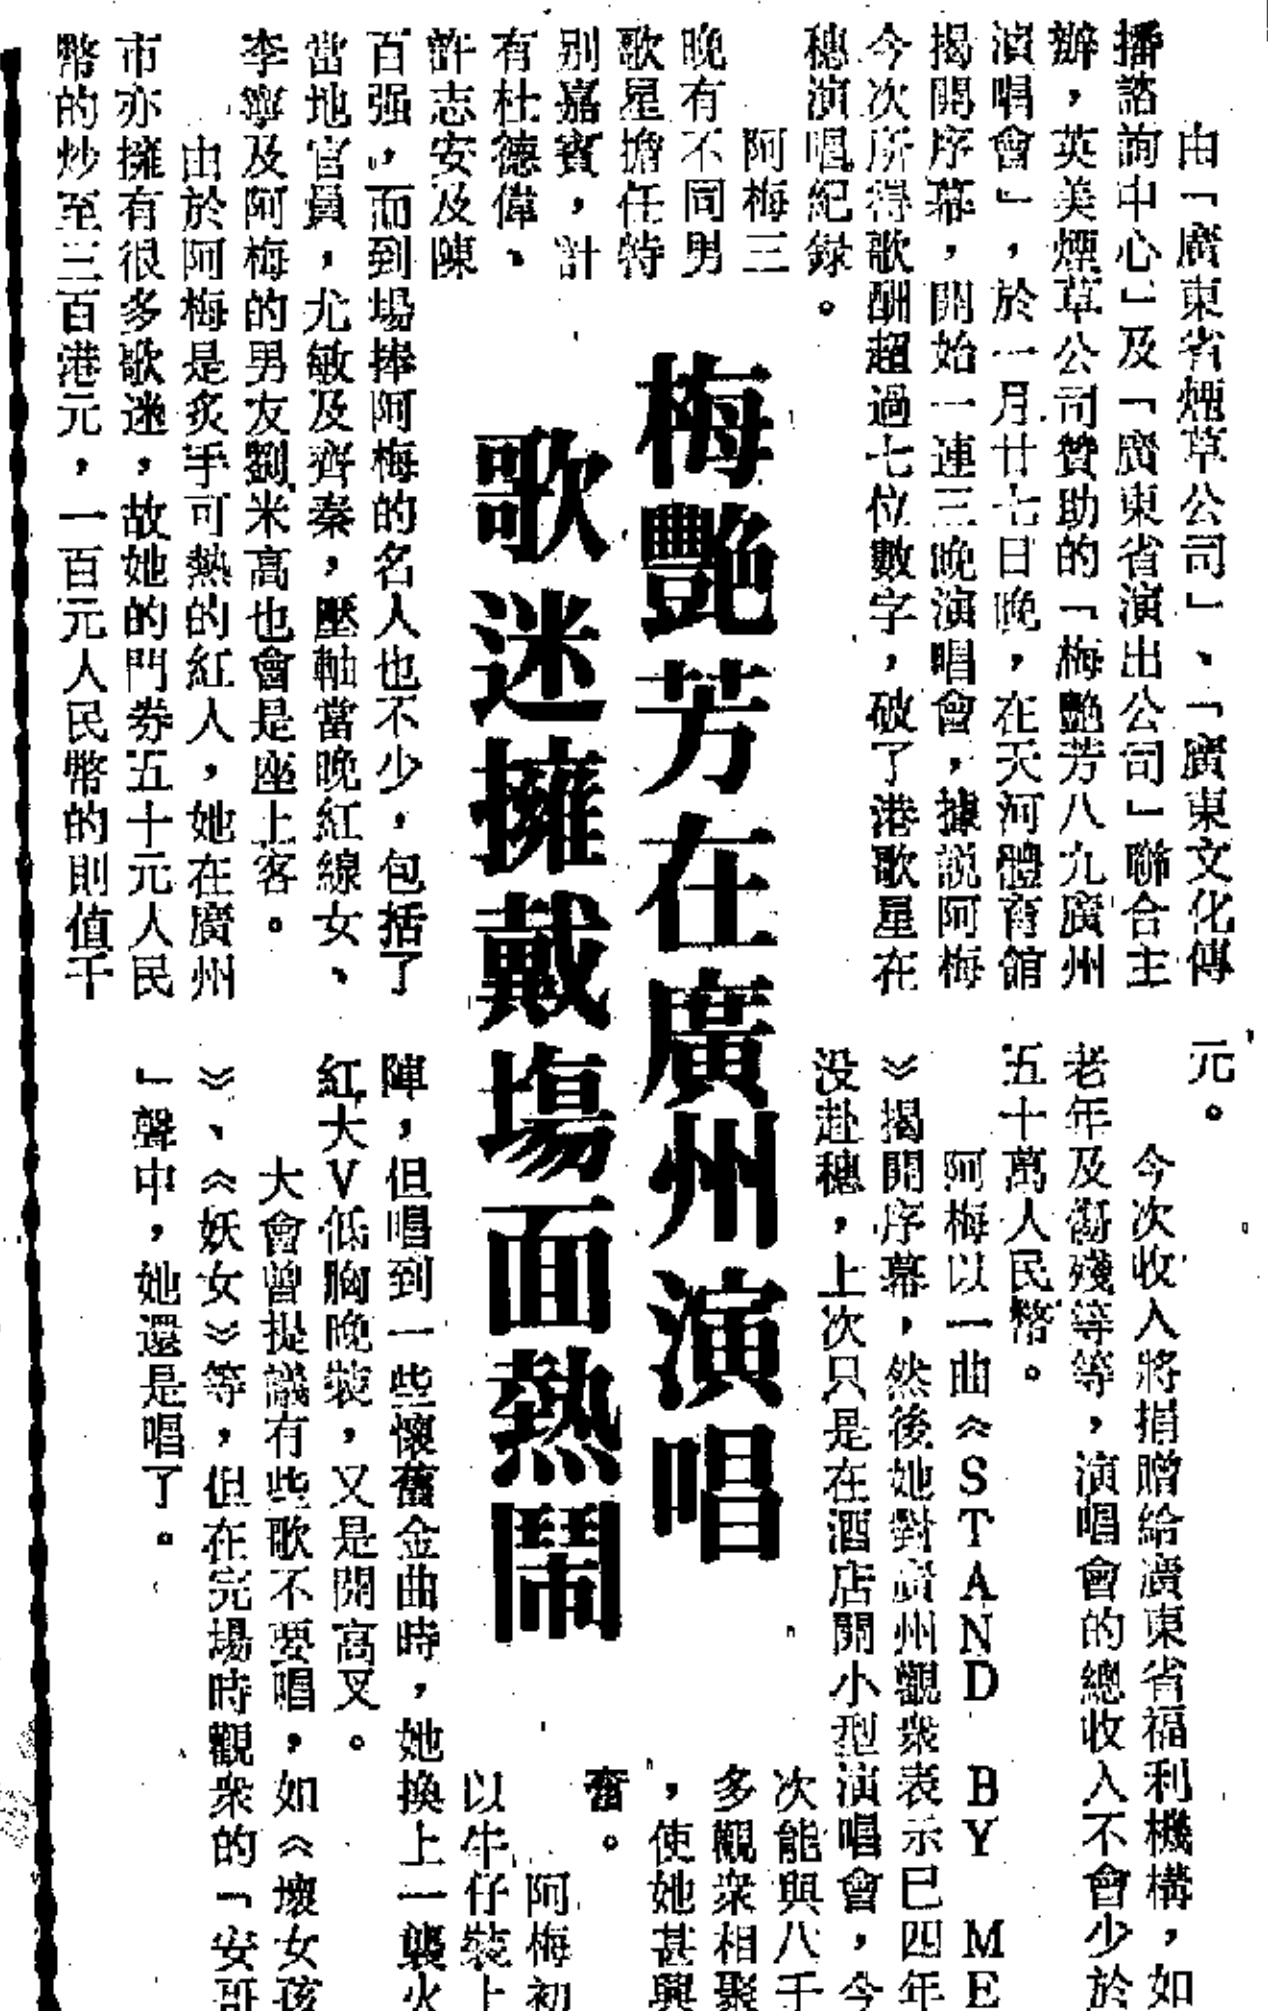 梅艷芳在廣州演唱
歌迷擁戴場面熱鬧
由「廣東省煙草公司」、「廣東文化傳
播諮詢中心」及「廣東省演出公司」聯合主
辦，英美煙草公司贊助的「梅艷芳八九廣州
演唱會」，於一月廿七日晚，在天河體育館
揭開序幕，開始一連三晚演唱會，據説阿梅
今次所得歌酬超過七位數字，破了港歌星在
穗演唱紀録。
阿梅三
晚有不同男
歌星擔任特
别嘉賓，計
有杜德偉、
許志安及陳
百强，而到場捧阿梅的名人也不少，包括了
當地官員，尤敏及齊秦，壓軸當晚紅線女、
李寧及阿梅的男友劉米高也會是座上客。
由於阿梅是炙手可熱的紅人，她在廣州
市亦擁有很多歌迷，故她的門券五十元人民
幣的炒至三百港元，一百元人民幣的則值千
元。
今次收入將捐贈給廣東省福利機構，如
老年及傷殘等等，演唱會的總收入不會少於
五十萬人民幣。
阿梅以一曲《STAND BY ME
》揭開序幕，然後她對廣州觀衆表示已四年
没赴穗，上次只是在酒店開小型演唱會，今
次能與八千
多觀衆相聚
，使她甚興
奮。
阿梅初
以牛仔裝上
陣，但唱到一些懷舊金曲時，她換上一襲火
紅大V低胸晚裝，又是開高叉。
大會曾提議有些歌不要唱，如《壞女孩
》、《妖女》等，但在完場時觀衆的「安哥
」聲中，她還是唱了。